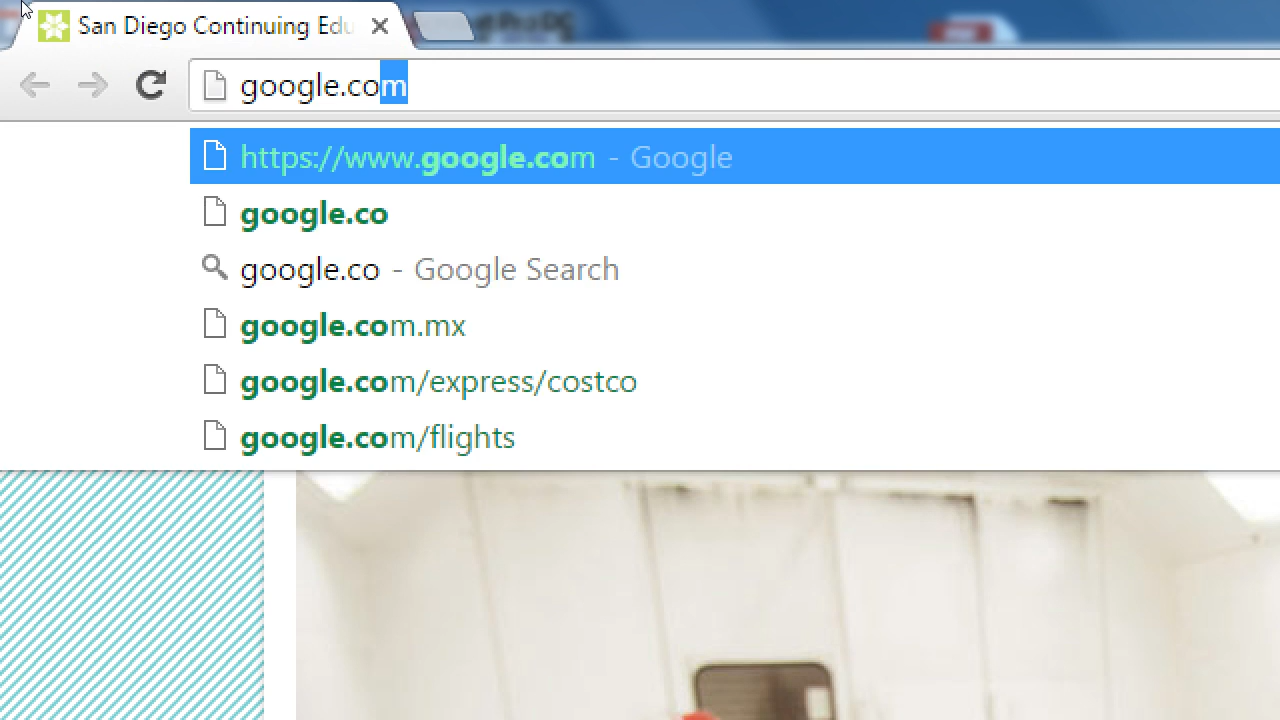 San Diego Continuing Edu
google.com
https://www.google.com - Google
google.co
google.co - Google Search
google.com.mx
google.com/express/costco
google.com/flights